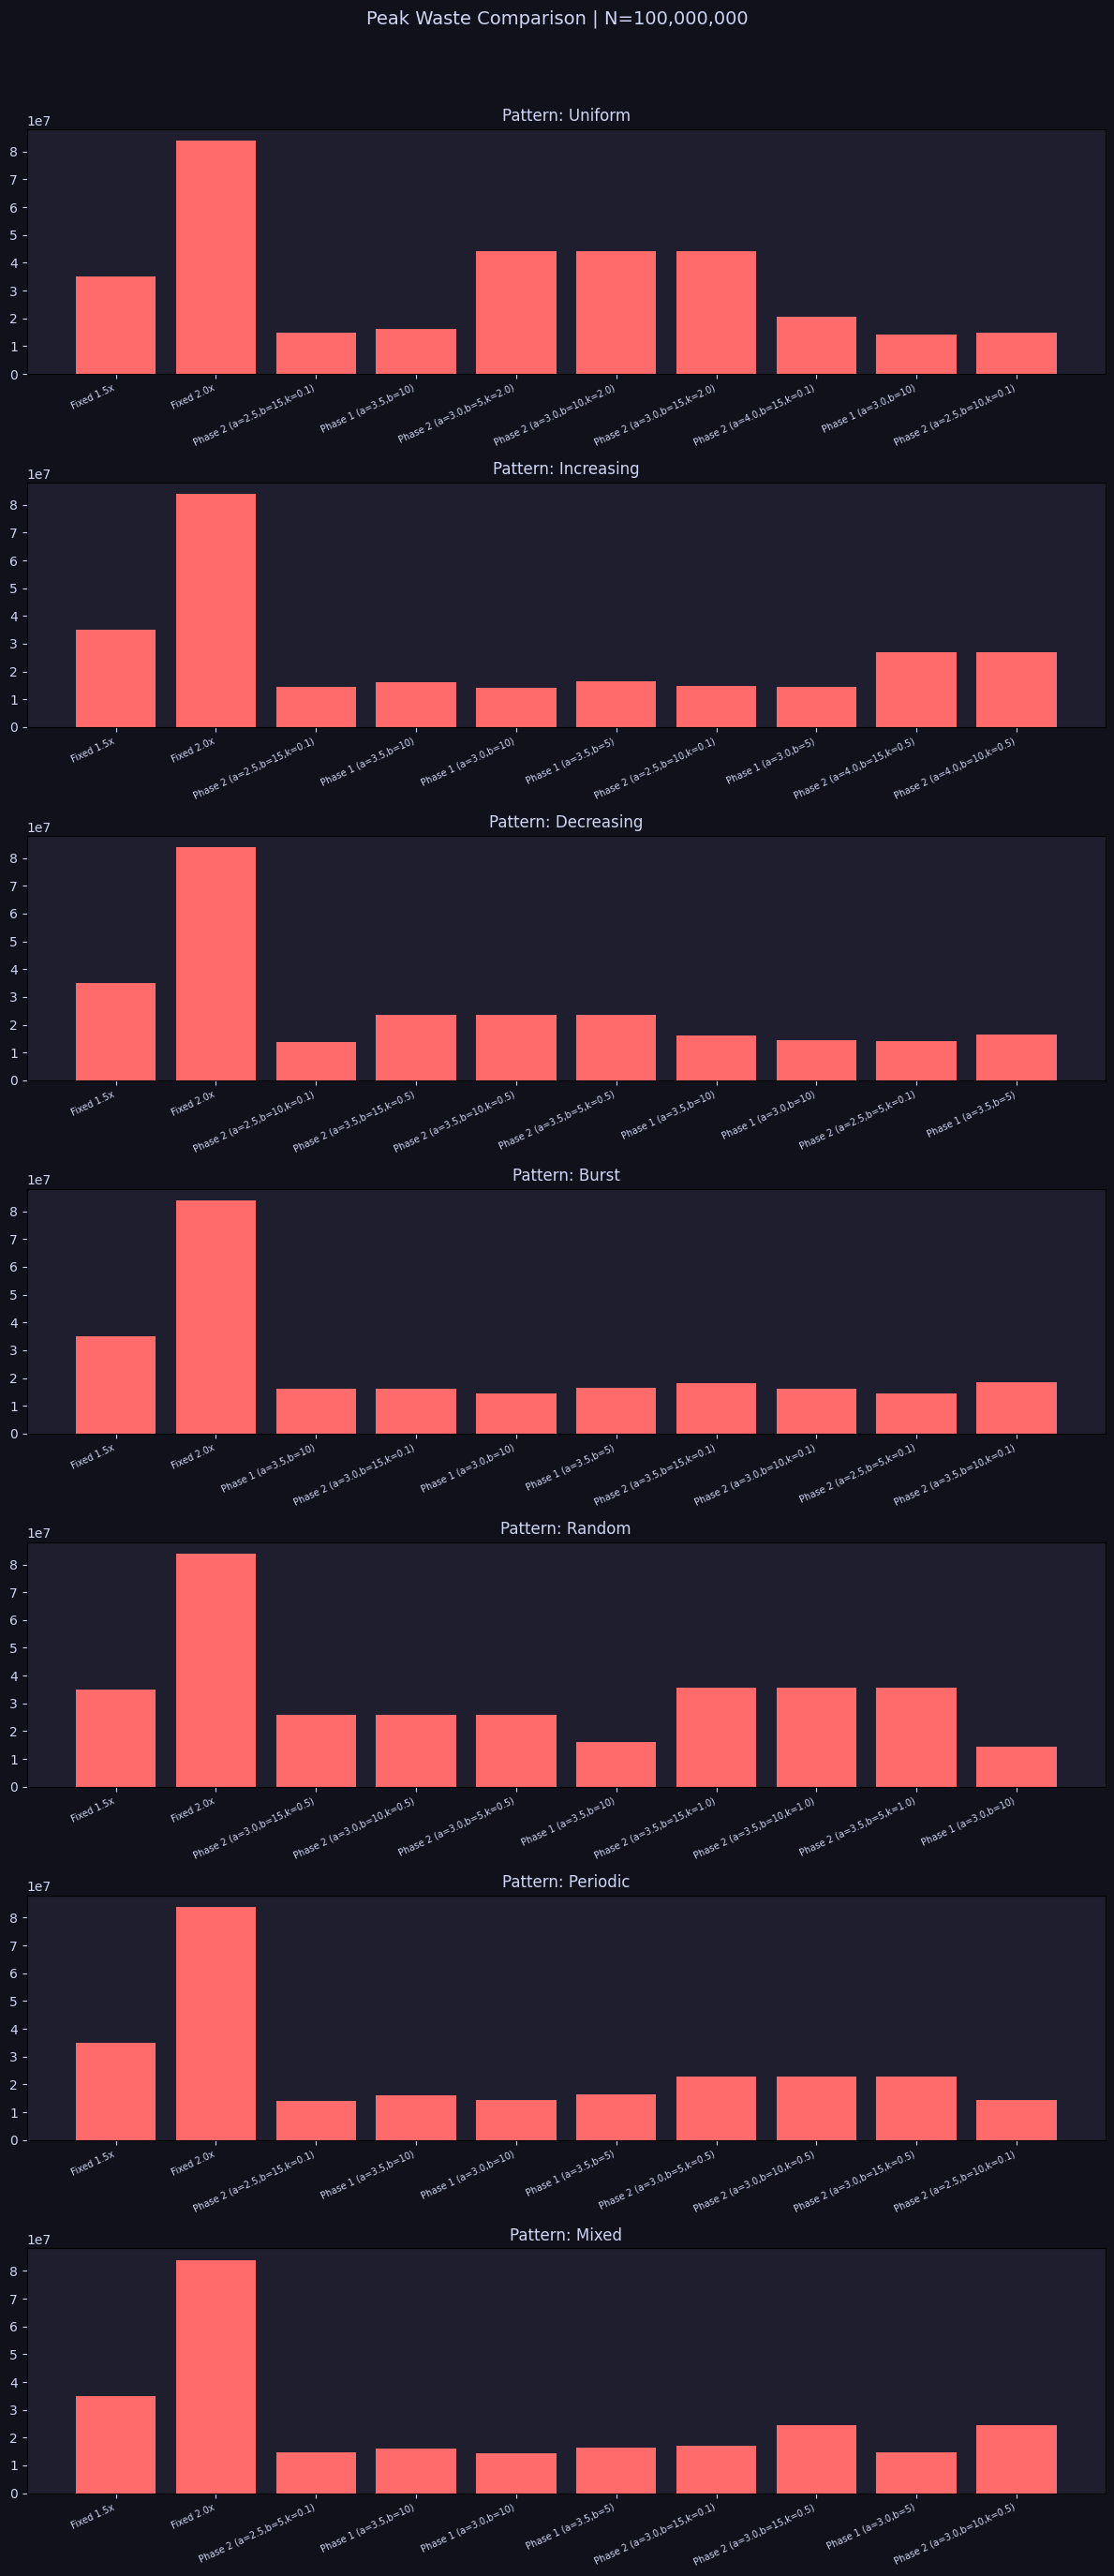 Peak Waste Comparison | N=100,000,000
Pattern: Uniform
1e7
8
7
6
5
4
3
2
1
0
Fixed 1.5x
Fixed 2.0x
Phase 2 (a=2.5,b=15,k=0.1)
Phase 1 (a=3.5,b=10)
Phase 2 (a=3.0,b=5,k=2.0)
Phase 2 (a=3.0,b=10,k=2.0)
Phase 2 (a=3.0,b=15,k=2.0)
Phase 2 (a=4.0,b=15,k=0.1)
Phase 1 (a=3.0,b=10)
Phase 2 (a=2.5,b=10,k=0.1)
Pattern: Increasing
1e7
8
7
6
5
4
3
2
1
0
Fixed 1.5x
Fixed 2.0x
Phase 2 (a=2.5,b=15,k=0.1)
Phase 1 (a=3.5,b=10)
Phase 1 (a=3.0,b=10)
Phase 1 (a=3.5,b=5)
Phase 2 (a=2.5,b=10,k=0.1)
Phase 1 (a=3.0,b=5)
Phase 2 (a=4.0,b=15,k=0.5)
Phase 2 (a=4.0,b=10,k=0.5)
Pattern: Decreasing
1e7
8
7
6
5
4
3
2
1
0
Fixed 1.5x
Fixed 2.0x
Phase 2 (a=2.5,b=10,k=0.1)
Phase 2 (a=3.5,b=15,k=0.5)
Phase 2 (a=3.5,b=10,k=0.5)
Phase 2 (a=3.5,b=5,k=0.5)
Phase 1 (a=3.5,b=10)
Phase 1 (a=3.0,b=10)
Phase 2 (a=2.5,b=5,k=0.1)
Phase 1 (a=3.5,b=5)
Pattern: Burst
1e7
8
7
6
5
4
3
2
1
0
Fixed 1.5x
Fixed 2.0x
Phase 1 (a=3.5,b=10)
Phase 2 (a=3.0,b=15,k=0.1)
Phase 1 (a=3.0,b=10)
Phase 1 (a=3.5,b=5)
Phase 2 (a=3.5,b=15,k=0.1)
Phase 2 (a=3.0,b=10,k=0.1)
Phase 2 (a=2.5,b=5,k=0.1)
Phase 2 (a=3.5,b=10,k=0.1)
Pattern: Random
1e7
8
7
6
5
4
3
2
1
0
Fixed 1.5x
Fixed 2.0x
Phase 2 (a=3.0,b=15,k=0.5)
Phase 2 (a=3.0,b=10,k=0.5)
Phase 2 (a=3.0,b=5,k=0.5)
Phase 1 (a=3.5,b=10)
Phase 2 (a=3.5,b=15,k=1.0)
Phase 2 (a=3.5,b=10,k=1.0)
Phase 2 (a=3.5,b=5,k=1.0)
Phase 1 (a=3.0,b=10)
Pattern: Periodic
1e7
8
7
6
5
4
3
2
1
0
Fixed 1.5x
Fixed 2.0x
Phase 2 (a=2.5,b=15,k=0.1)
Phase 1 (a=3.5,b=10)
Phase 1 (a=3.0,b=10)
Phase 1 (a=3.5,b=5)
Phase 2 (a=3.0,b=5,k=0.5)
Phase 2 (a=3.0,b=10,k=0.5)
Phase 2 (a=3.0,b=15,k=0.5)
Phase 2 (a=2.5,b=10,k=0.1)
Pattern: Mixed
1e7
8
7
6
5
4
3
2
1
0
Fixed 1.5x
Fixed 2.0x
Phase 2 (a=2.5,b=5,k=0.1)
Phase 1 (a=3.5,b=10)
Phase 1 (a=3.0,b=10)
Phase 1 (a=3.5,b=5)
Phase 2 (a=3.0,b=15,k=0.1)
Phase 2 (a=3.0,b=15,k=0.5)
Phase 1 (a=3.0,b=5)
Phase 2 (a=3.0,b=10,k=0.5)